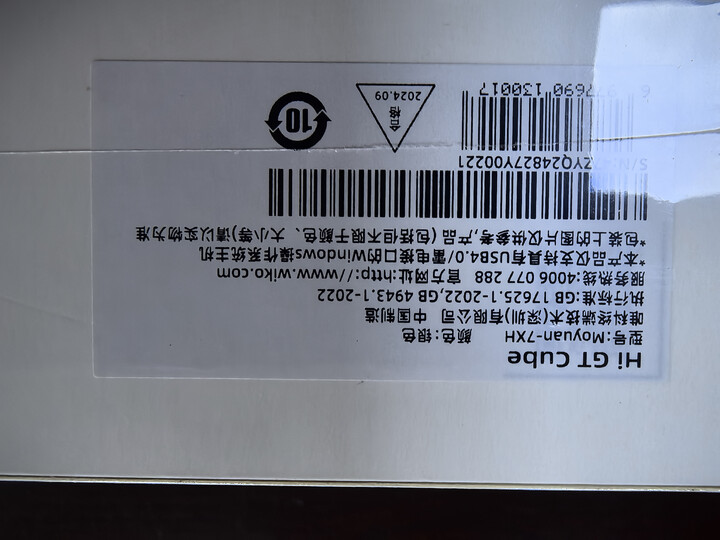 Hi GT Cube
型号:Moyuan-7XH 颜色:银色
唯科终端技术(深圳)有限公司 中国制造
执行标准:GB 17625.1-2022,GB 4943.1-2022
服务热线:4006 077 288 官方网址:http://www.wiko.com
*本产品仅支持具有USB4.0/雷电接口的Windows操作系统主机
*包装上的图片仅供参考,产品(包括但不限于颜色、大小等)请以实物为准
S/N: ZYQ24827Y00221
7690 130017
合格
2024.09
10